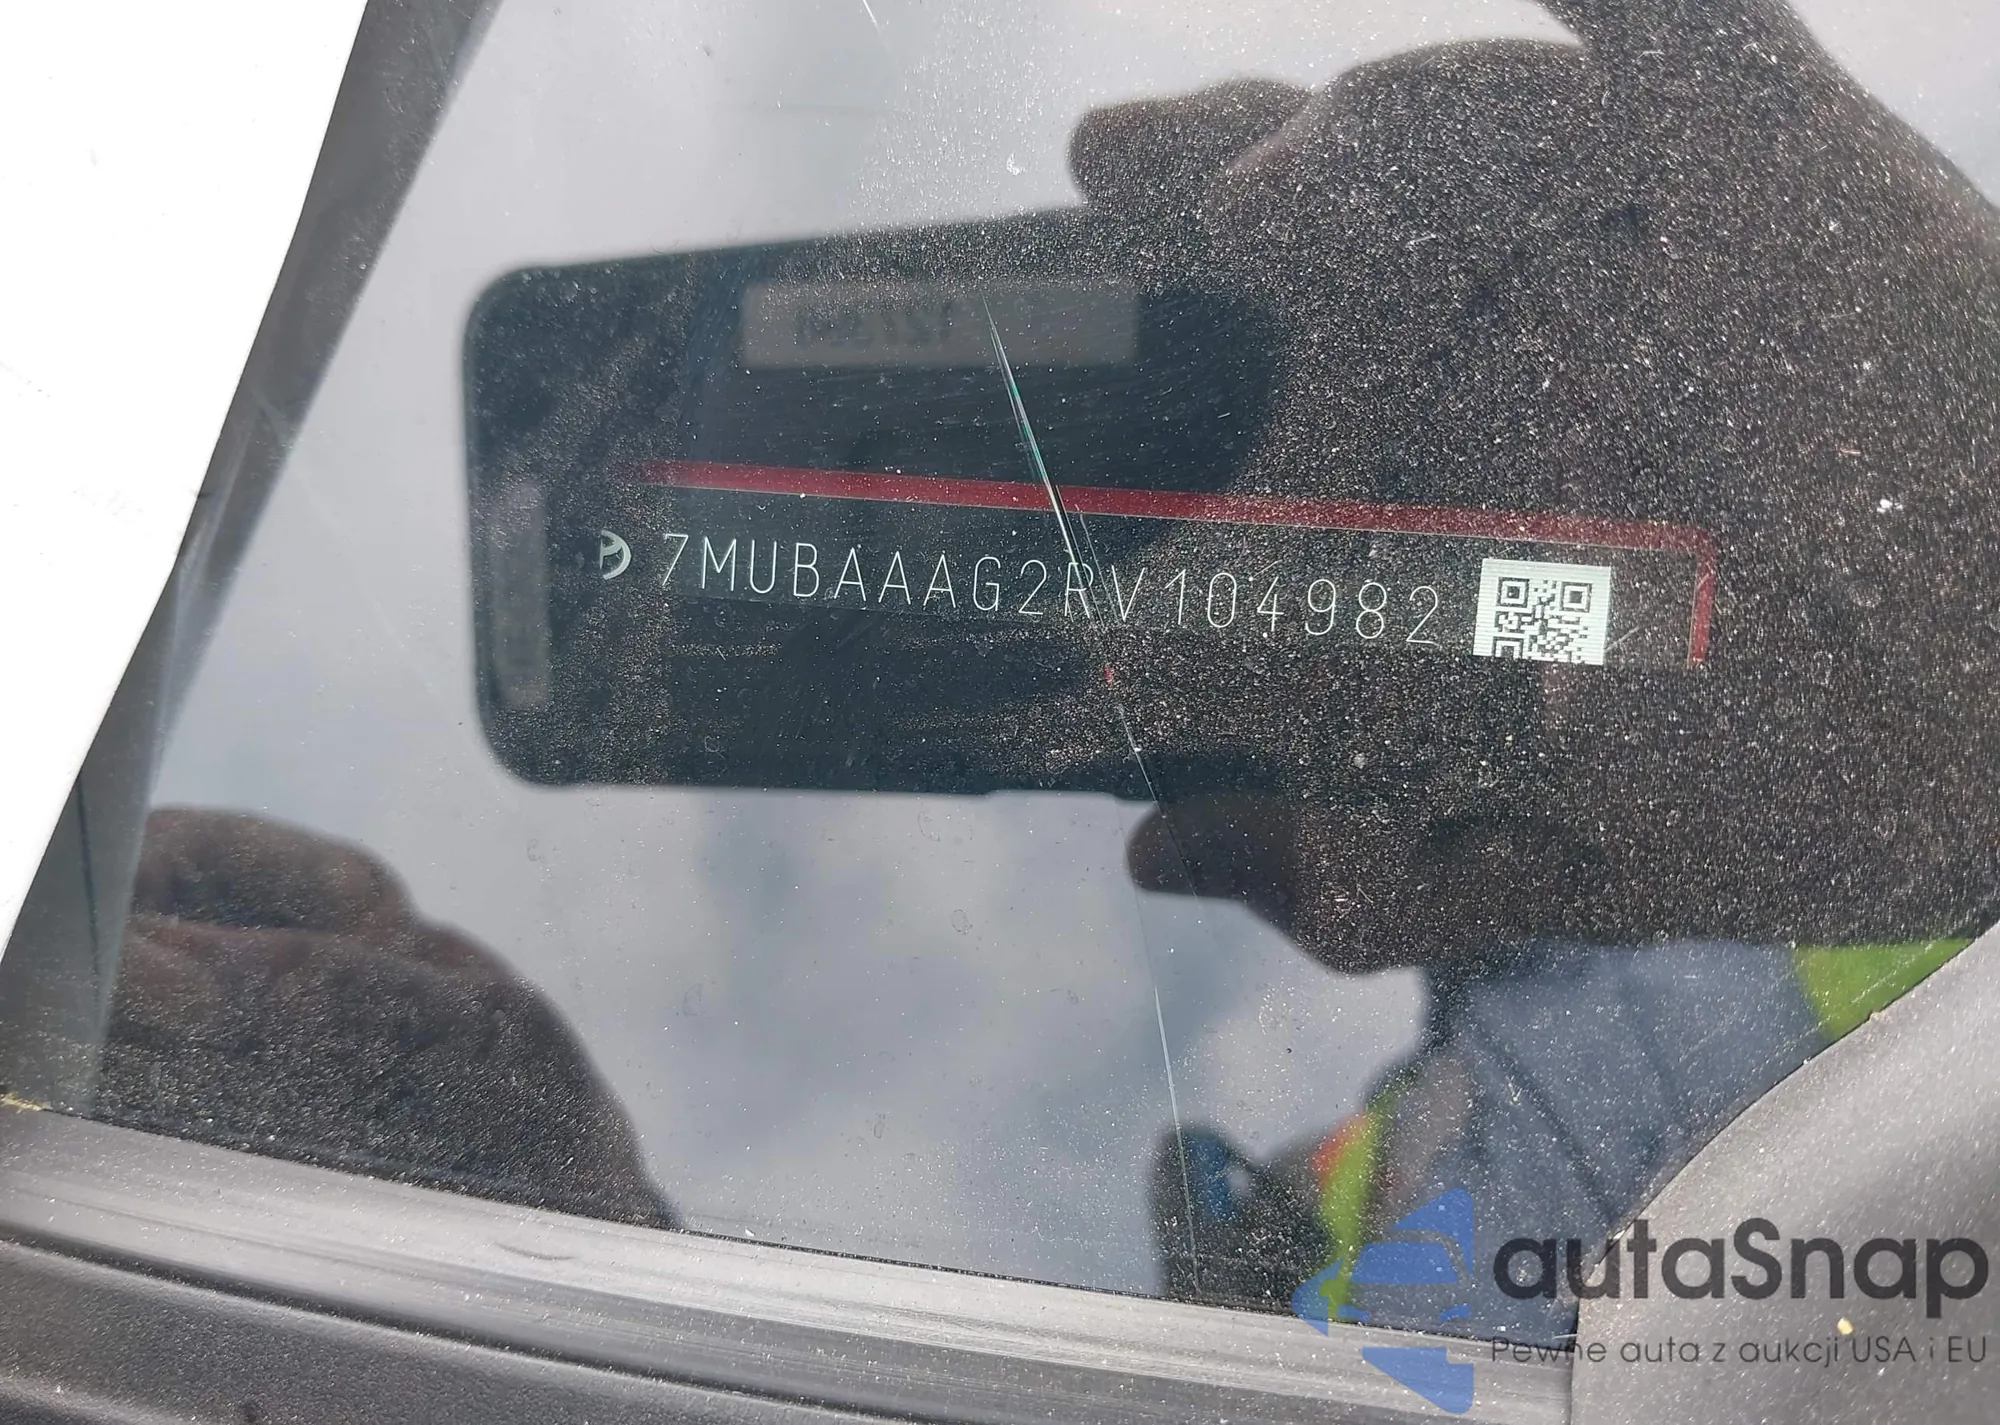 7MUBAAAG2RV104982
autaSnap
Pewne auta z aukcji USA i EU